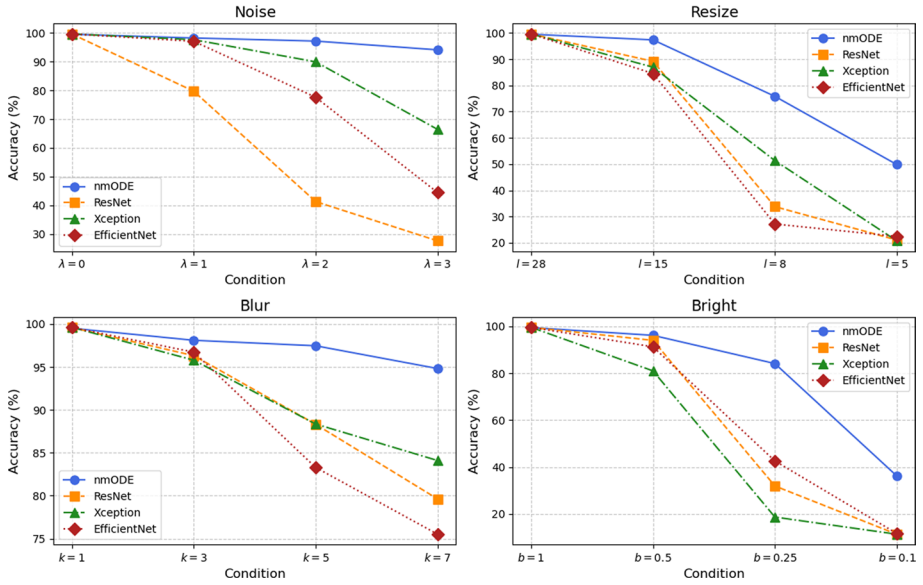 Noise
Accuracy (%)
100
90
80
70
60
50
40
30
nmODE
ResNet
Xception
EfficientNet
λ = 0
λ = 1
λ = 2
λ = 3
Condition
Resize
Accuracy (%)
100
90
80
70
60
50
40
30
20
nmODE
ResNet
Xception
EfficientNet
l = 28
l = 15
l = 8
l = 5
Condition
Blur
Accuracy (%)
100
95
90
85
80
75
nmODE
ResNet
Xception
EfficientNet
k = 1
k = 3
k = 5
k = 7
Condition
Bright
Accuracy (%)
100
80
60
40
20
nmODE
ResNet
Xception
EfficientNet
b = 1
b = 0.5
b = 0.25
b = 0.1
Condition